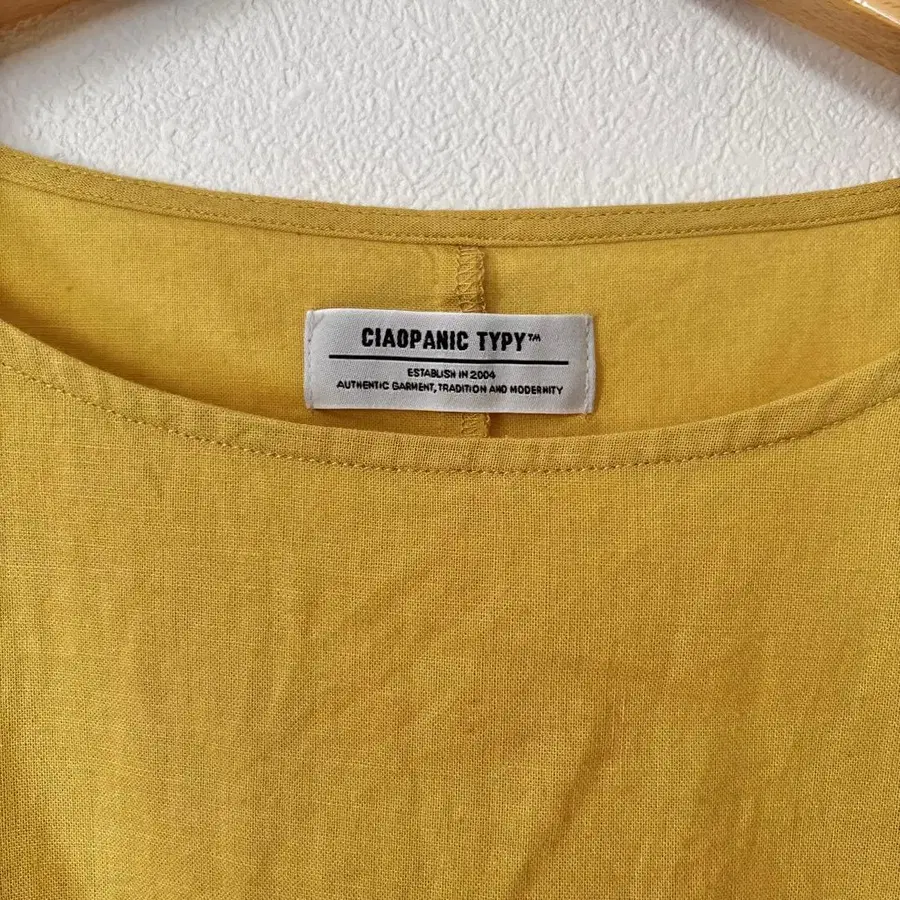 CIAOPANIC TYPY™
ESTABLISH IN 2004
AUTHENTIC GARMENT, TRADITION AND MODERNITY